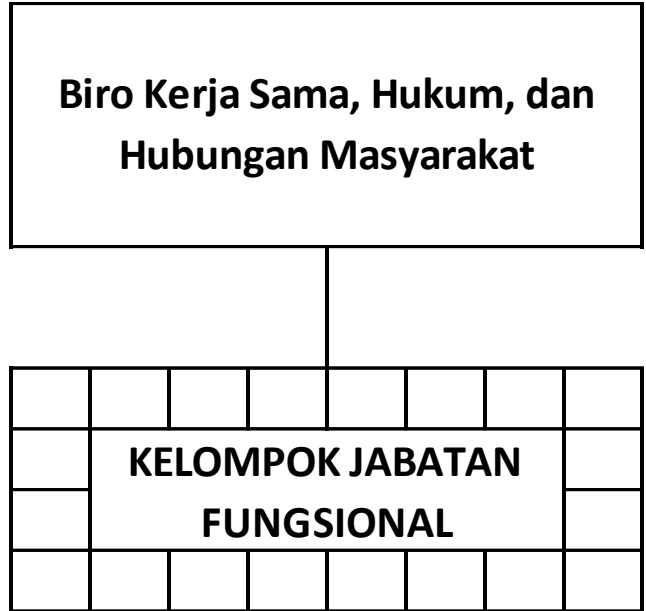 Biro Kerja Sama, Hukum, dan
Hubungan Masyarakat
KELOMPOK JABATAN
FUNGSIONAL